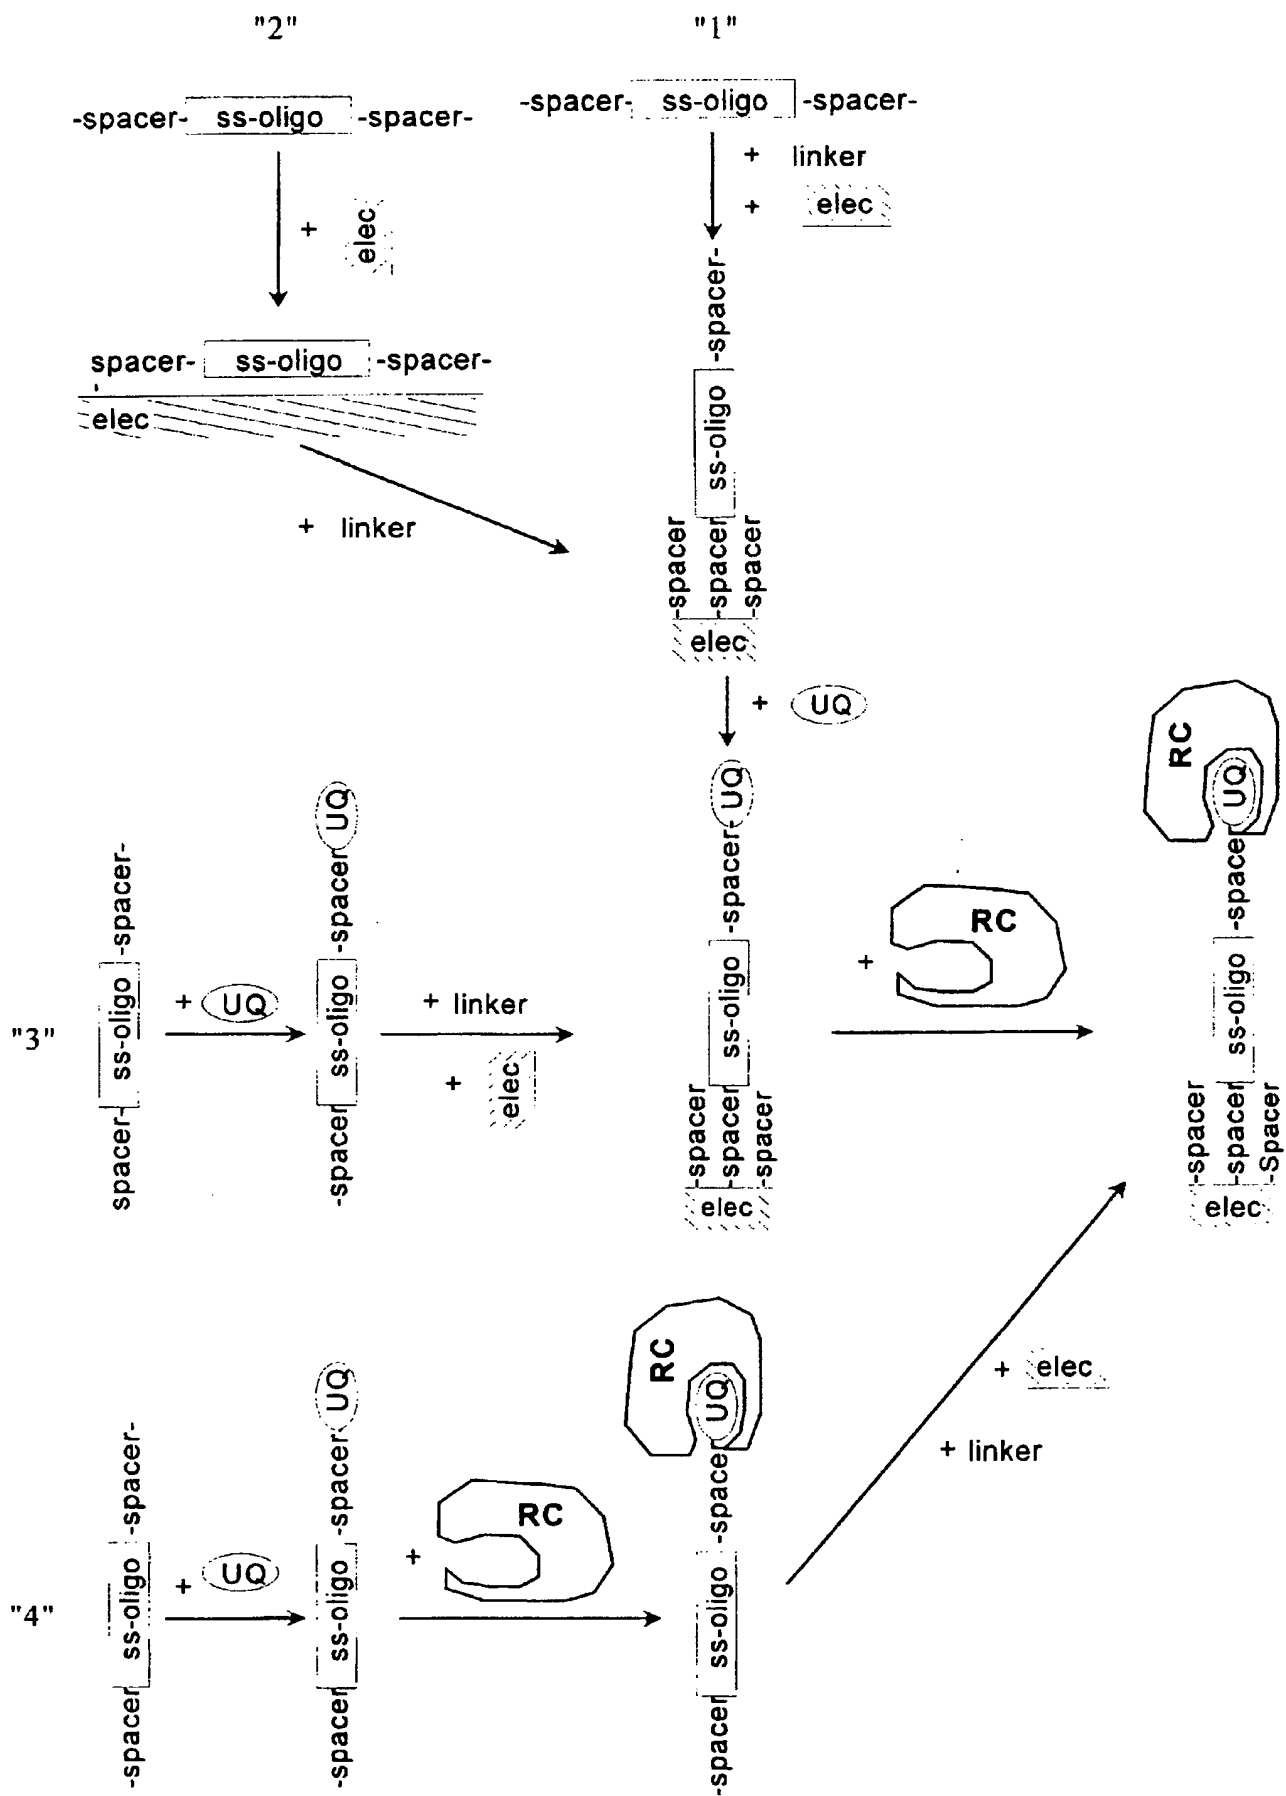 "2"
"1"
-spacer- ss-oligo -spacer-
-spacer- ss-oligo -spacer-
+ elec
+ linker
+ elec
spacer- ss-oligo -spacer-
elec
+ linker
-spacer-
ss-oligo
-spacer
-spacer
-spacer
elec
+ UQ
"3"
spacer- ss-oligo -spacer-
+ UQ
-spacer ss-oligo -spacer UQ
+ linker
+ elec
UQ
-spacer-
ss-oligo
-spacer
-spacer
-spacer
elec
+ RC
RC
UQ
-space
ss-oligo
-spacer
-spacer
-Spacer
elec
"4"
-spacer ss-oligo -spacer-
+ UQ
-spacer ss-oligo -spacer UQ
+ RC
RC
UQ
-spacer
ss-oligo
-spacer
+ elec
+ linker